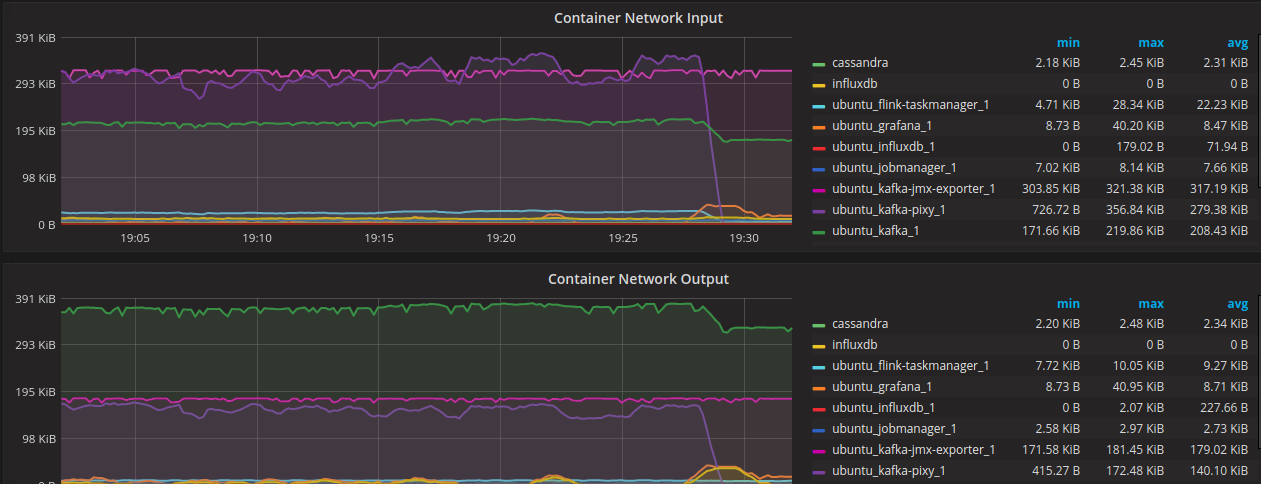 Container Network Input
391 KiB
293 KiB
195 KiB
98 KiB
0 B
19:05 19:10 19:15 19:20 19:25 19:30
min max avg
cassandra 2.18 KiB 2.45 KiB 2.31 KiB
influxdb 0 B 0 B 0 B
ubuntu_flink-taskmanager_1 4.71 KiB 28.34 KiB 22.23 KiB
ubuntu_grafana_1 8.73 B 40.20 KiB 8.47 KiB
ubuntu_influxdb_1 0 B 179.02 B 71.94 B
ubuntu_jobmanager_1 7.02 KiB 8.14 KiB 7.66 KiB
ubuntu_kafka-jmx-exporter_1 303.85 KiB 321.38 KiB 317.19 KiB
ubuntu_kafka-pixy_1 726.72 B 356.84 KiB 279.38 KiB
ubuntu_kafka_1 171.66 KiB 219.86 KiB 208.43 KiB
Container Network Output
391 KiB
293 KiB
195 KiB
98 KiB
min max avg
cassandra 2.20 KiB 2.48 KiB 2.34 KiB
influxdb 0 B 0 B 0 B
ubuntu_flink-taskmanager_1 7.72 KiB 10.05 KiB 9.27 KiB
ubuntu_grafana_1 8.73 B 40.95 KiB 8.71 KiB
ubuntu_influxdb_1 0 B 2.07 KiB 227.66 B
ubuntu_jobmanager_1 2.58 KiB 2.97 KiB 2.73 KiB
ubuntu_kafka-jmx-exporter_1 171.58 KiB 181.45 KiB 179.02 KiB
ubuntu_kafka-pixy_1 415.27 B 172.48 KiB 140.10 KiB